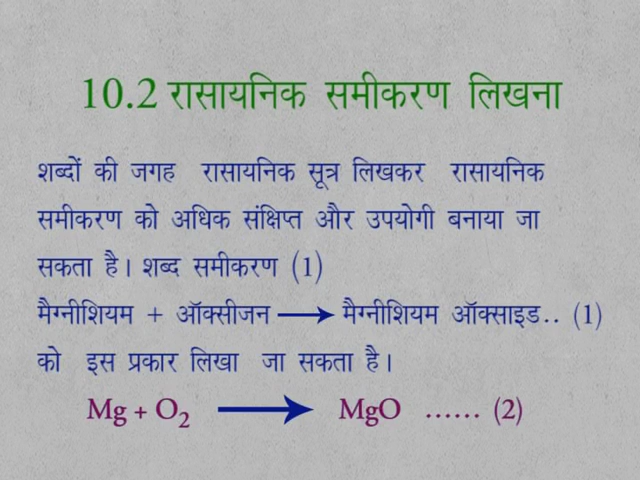 10.2 रासायनिक समीकरण लिखना
शब्दों की जगह रासायनिक सूत्र लिखकर रासायनिक
समीकरण को अधिक संक्षिप्त और उपयोगी बनाया जा
सकता है। शब्द समीकरण (1)
मैग्नीशियम + ऑक्सीजन ⟶ मैग्नीशियम ऑक्साइड.. (1)
को इस प्रकार लिखा जा सकता है।
Mg + O₂ ⟶ MgO ...... (2)